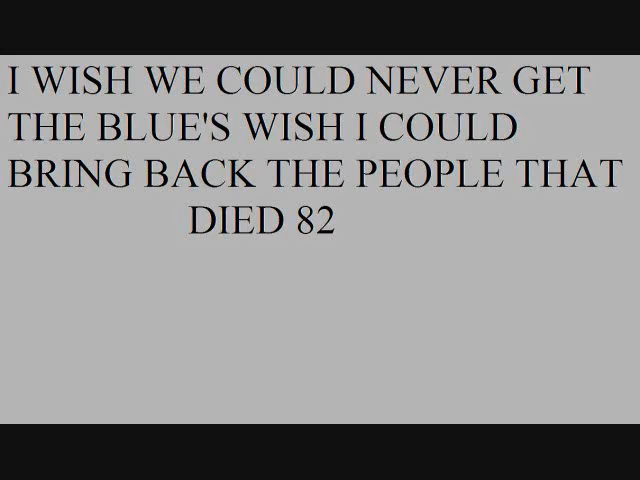 I WISH WE COULD NEVER GET
THE BLUE'S WISH I COULD
BRING BACK THE PEOPLE THAT
DIED 82